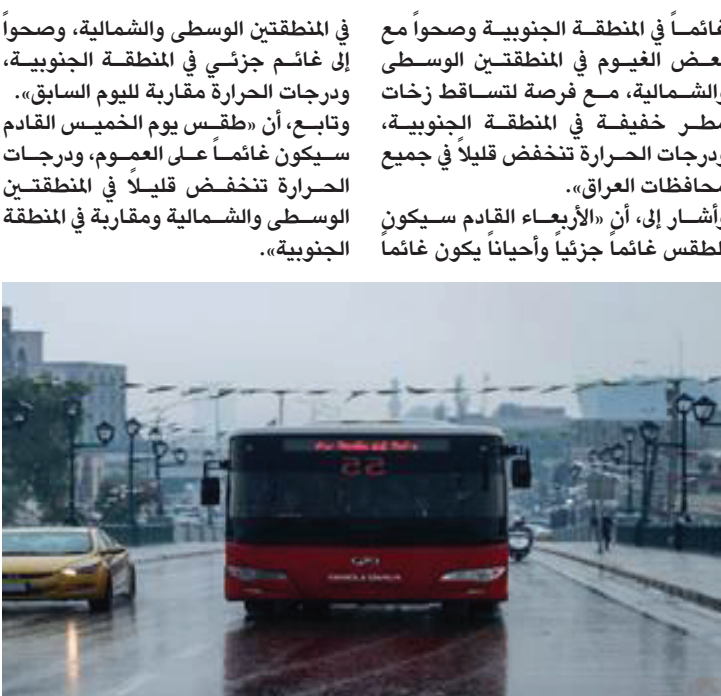 غائماً في المنطقة الجنوبية وصحواً مع
بعض الغيوم في المنطقتين الوسطى
والشمالية، مع فرصة لتساقط زخات
مطر خفيفة في المنطقة الجنوبية،
ودرجات الحرارة تنخفض قليلاً في جميع
محافظات العراق».
وأشار إلى، أن «الأربعاء القادم سيكون
الطقس غائماً جزئياً وأحياناً يكون غائماً
في المنطقتين الوسطى والشمالية، وصحواً
إلى غائم جزئي في المنطقة الجنوبية،
ودرجات الحرارة مقاربة لليوم السابق».
وتابع، أن «طقس يوم الخميس القادم
سيكون غائماً على العموم، ودرجات
الحرارة تنخفض قليلاً في المنطقتين
الوسطى والشمالية ومقاربة في المنطقة
الجنوبية».
55